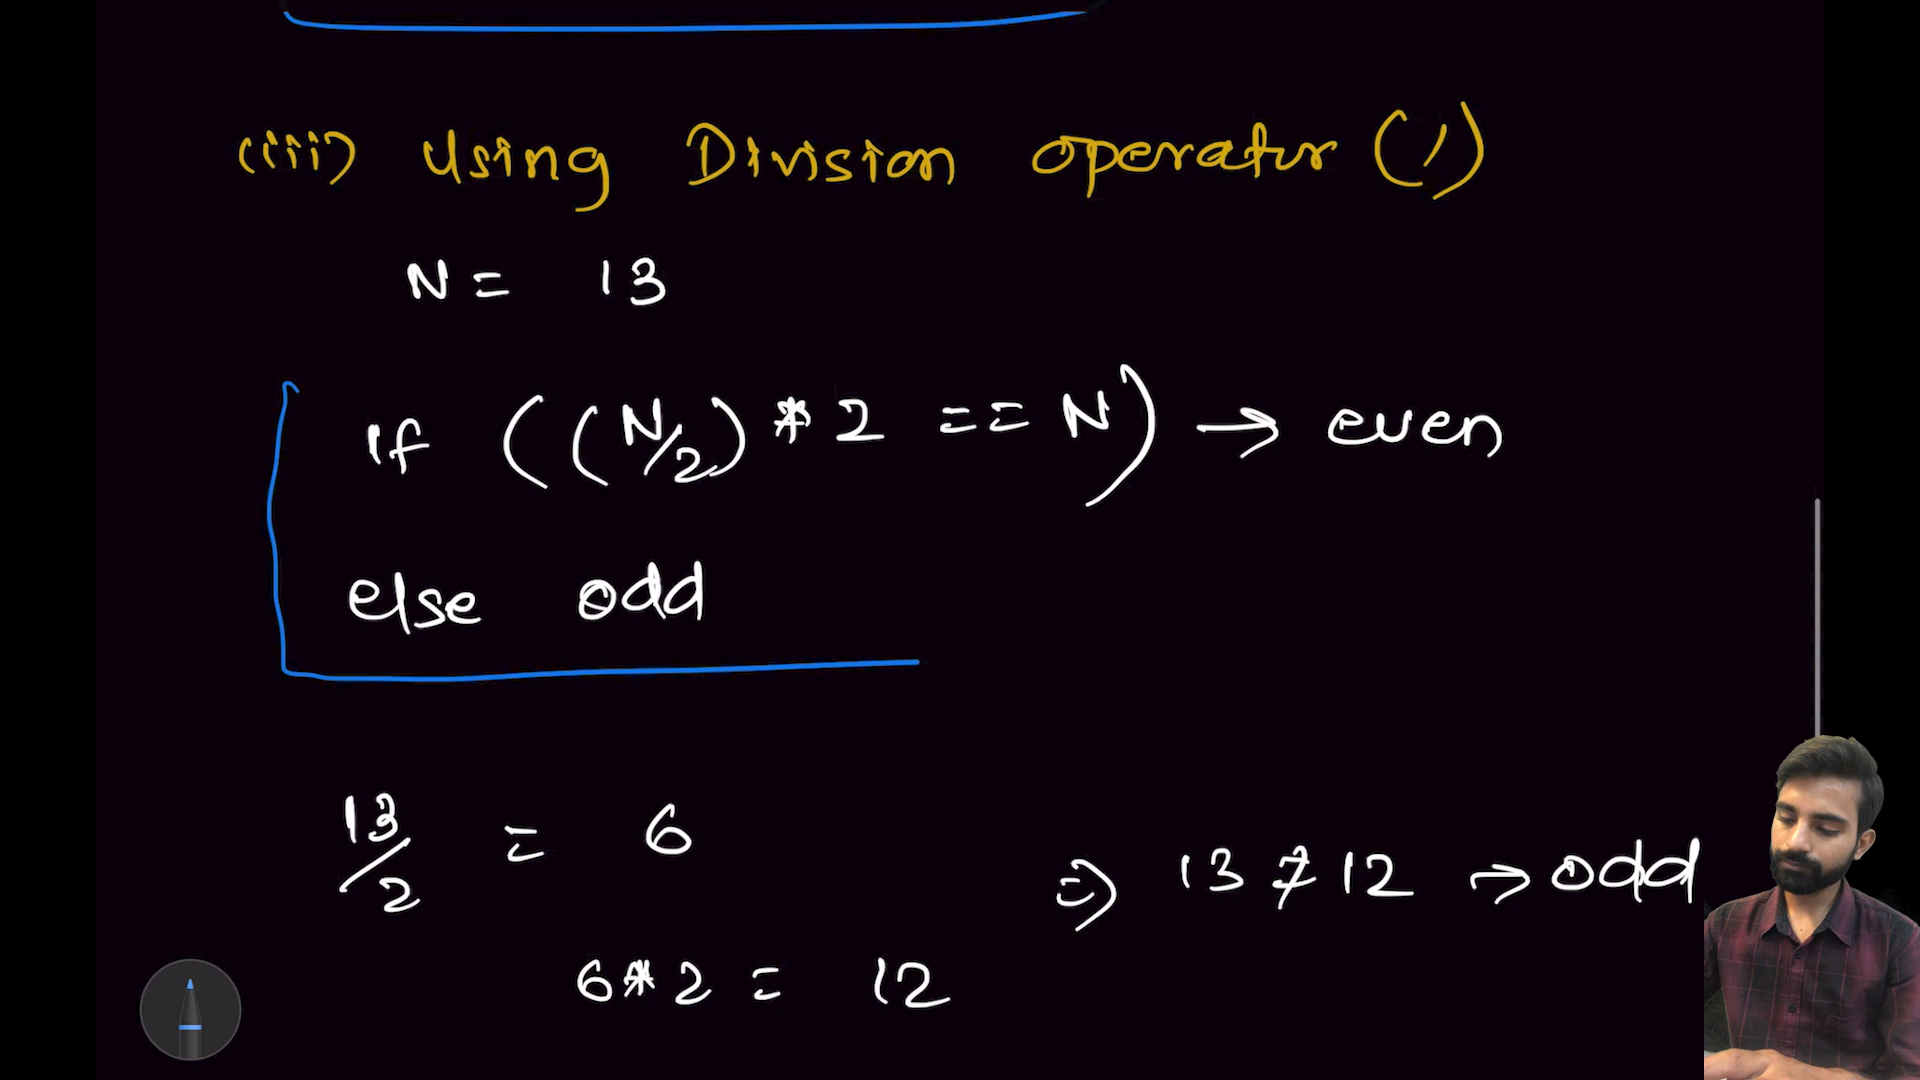 (iii) Using Division operator (/)
N = 13
if ((N/2) * 2 == N) → even
else odd
13/2 = 6
⇒ 13 ≠ 12 → odd
6 * 2 = 12